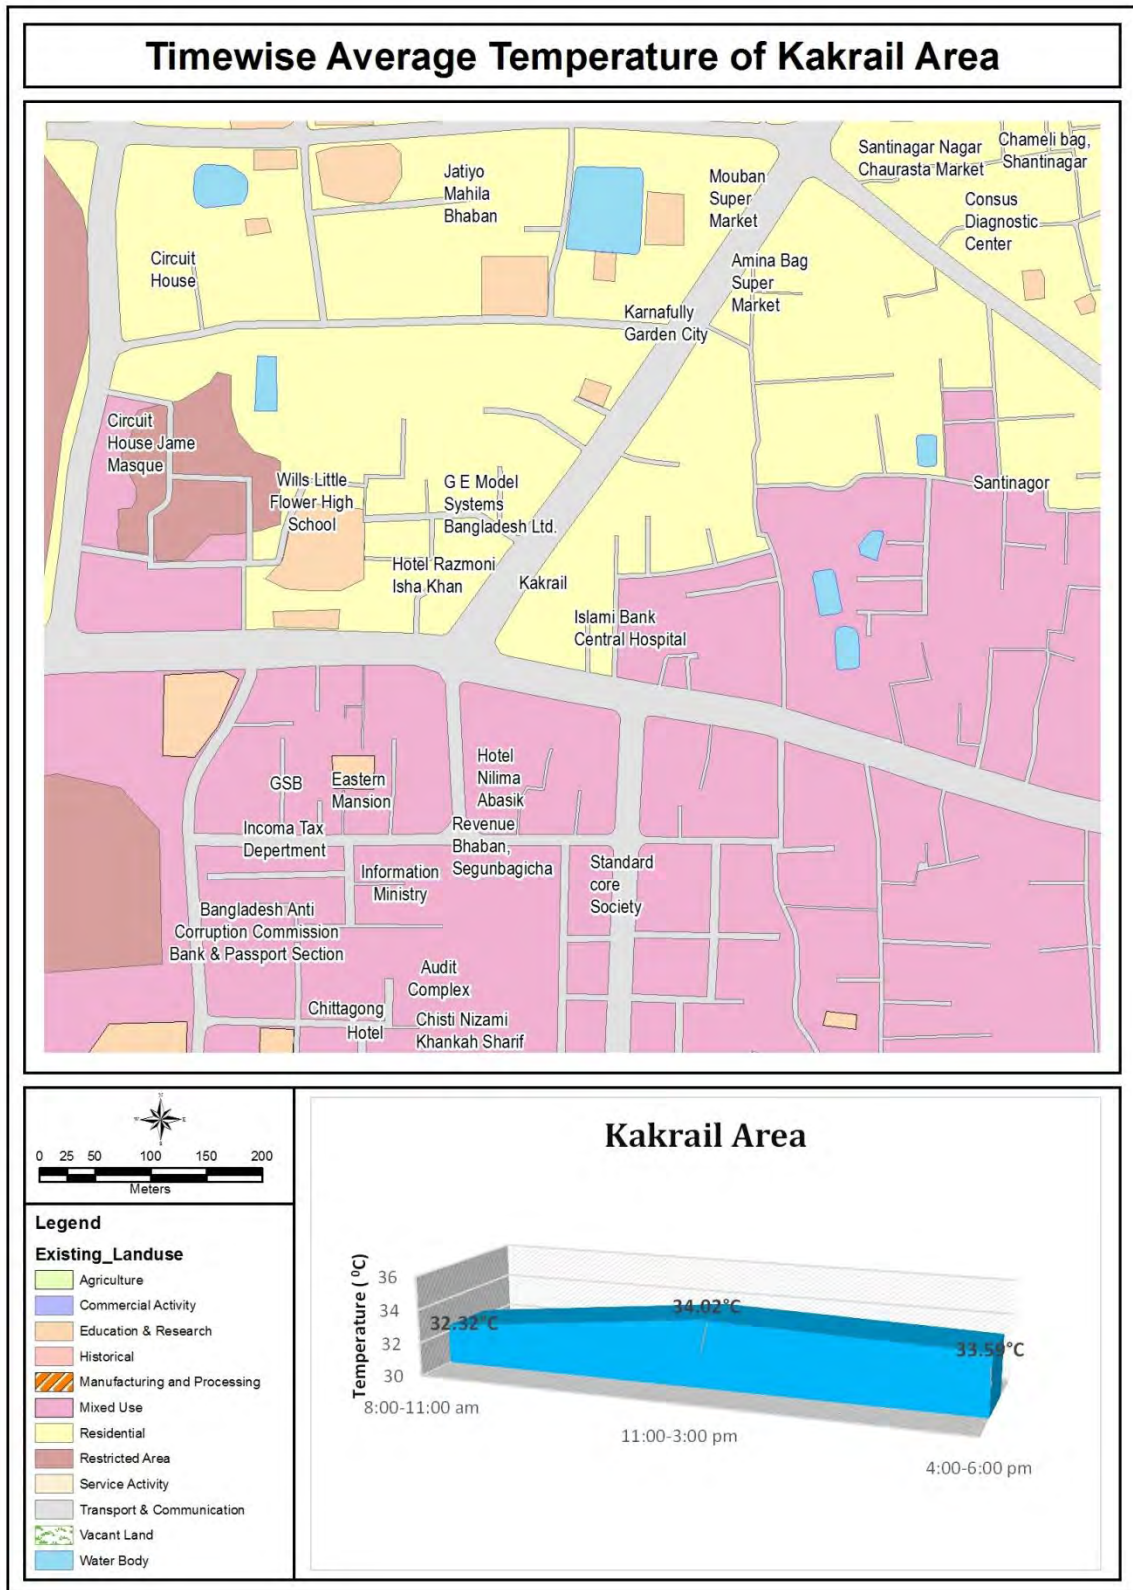 Timewise Average Temperature of Kakrail Area
Santinagar Nagar
Chaurasta Market
Chameli bag,
Shantinagar
Jatiyo
Mahila
Bhaban
Mouban
Super
Market
Consus
Diagnostic
Center
Circuit
House
Amina Bag
Super
Market
Karnafully
Garden City
Circuit
House Jame
Masque
Wills Little
Flower High
School
G E Model
Systems
Bangladesh Ltd.
Santinagor
Hotel Razmoni
Isha Khan
Kakrail
Islami Bank
Central Hospital
GSB
Eastern
Mansion
Hotel
Nilima
Abasik
Incoma Tax
Depertment
Revenue
Bhaban,
Segunbagicha
Information
Ministry
Standard
core
Society
Bangladesh Anti
Corruption Commission
Bank & Passport Section
Audit
Complex
Chittagong
Hotel
Chisti Nizami
Khankah Sharif
N
W
E
S
0 25 50 100 150 200
Meters
Legend
Existing_Landuse
Agriculture
Commercial Activity
Education & Research
Historical
Manufacturing and Processing
Mixed Use
Residential
Restricted Area
Service Activity
Transport & Communication
Vacant Land
Water Body
Kakrail Area
Temperature ( ⁰C)
36
34
32
30
32.32°C
34.02°C
33.59°C
8:00-11:00 am
11:00-3:00 pm
4:00-6:00 pm